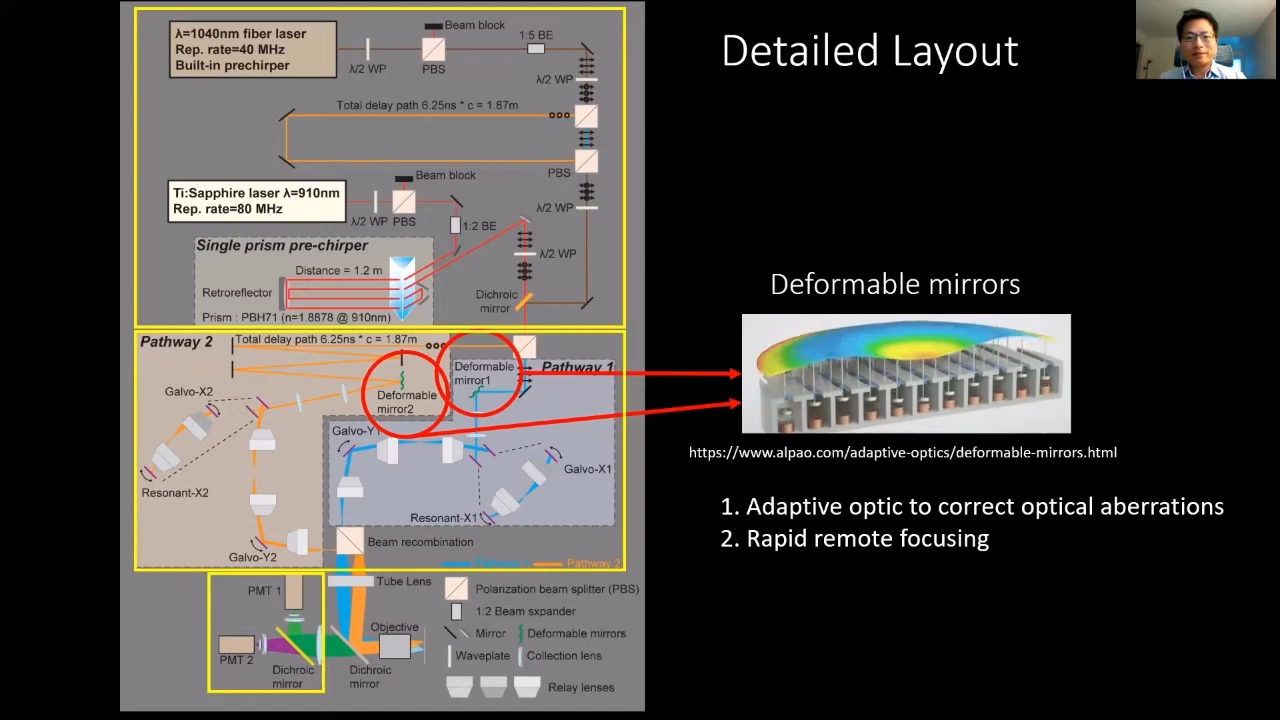 Detailed Layout
λ=1040nm fiber laser
Rep. rate=40 MHz
Built-in prechirper
Beam block
λ/2 WP
PBS
1:5 BE
λ/2 WP
Total delay path 6.25ns * c = 1.87m
PBS
λ/2 WP
Beam block
Ti:Sapphire laser λ=910nm
Rep. rate=80 MHz
λ/2 WP
PBS
1:2 BE
Single prism pre-chirper
λ/2 WP
Distance = 1.2 m
Retroreflector
Dichroic
mirror
Prism : PBH71 (n=1.8878 @ 910nm)
Pathway 2
Total delay path 6.25ns * c = 1.87m
Deformable
mirror1
Pathway 1
Deformable
mirror2
Galvo-X2
Resonant-X2
Galvo-Y1
Galvo-X1
Resonant-X1
Galvo-Y2
Beam recombination
Pathway 2
PMT 1
Tube Lens
PMT 2
Objective
Dichroic
mirror
Dichroic
mirror
Polarization beam splitter (PBS)
1:2 Beam sxpander
Mirror
Deformable mirrors
Waveplate
Collection lens
Relay lenses
Deformable mirrors
https://www.alpao.com/adaptive-optics/deformable-mirrors.html
1. Adaptive optic to correct optical aberrations
2. Rapid remote focusing